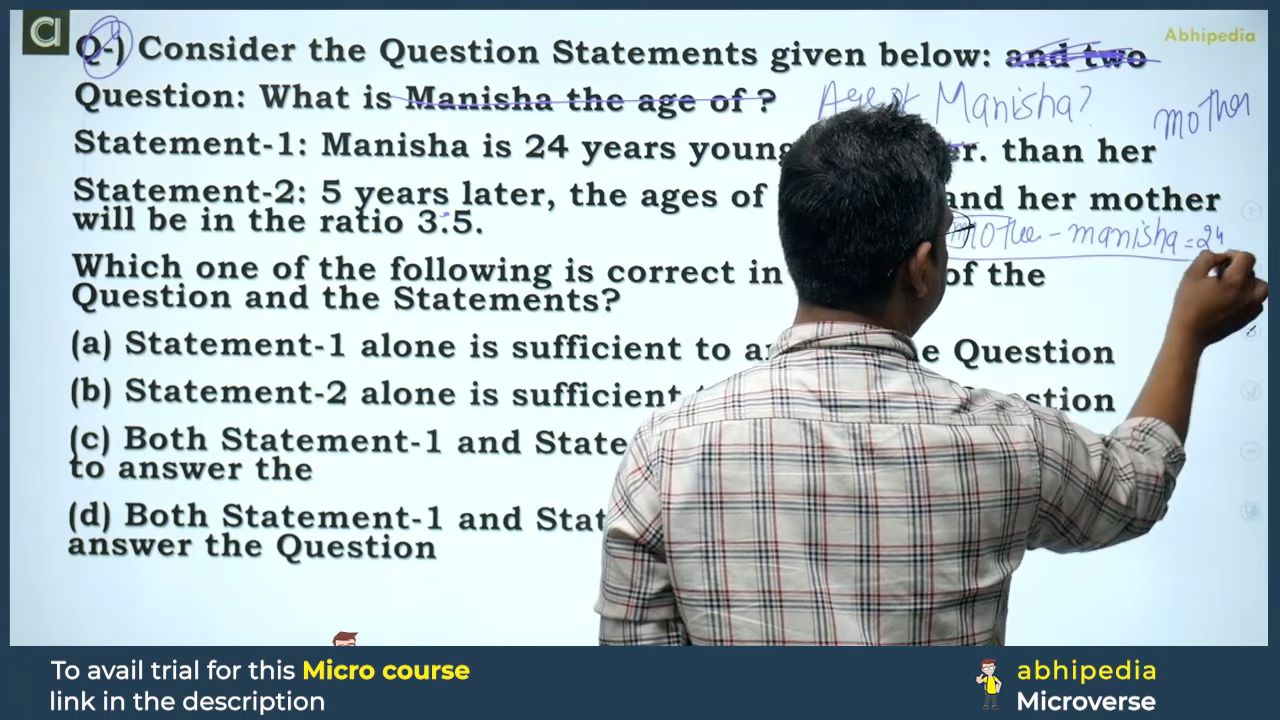 a
Abhipedia
Q-) Consider the Question Statements given below: and two
Question: What is Manisha the age of ? Age of Manisha?
mother
Statement-1: Manisha is 24 years young r. than her
Statement-2: 5 years later, the ages of and her mother
will be in the ratio 3:5.
mothe - manisha = 24
Which one of the following is correct in of the
Question and the Statements?
(a) Statement-1 alone is sufficient to a e Question
(b) Statement-2 alone is sufficient stion
(c) Both Statement-1 and State
to answer the
(d) Both Statement-1 and Stat
answer the Question
To avail trial for this Micro course
link in the description
abhipedia
Microverse